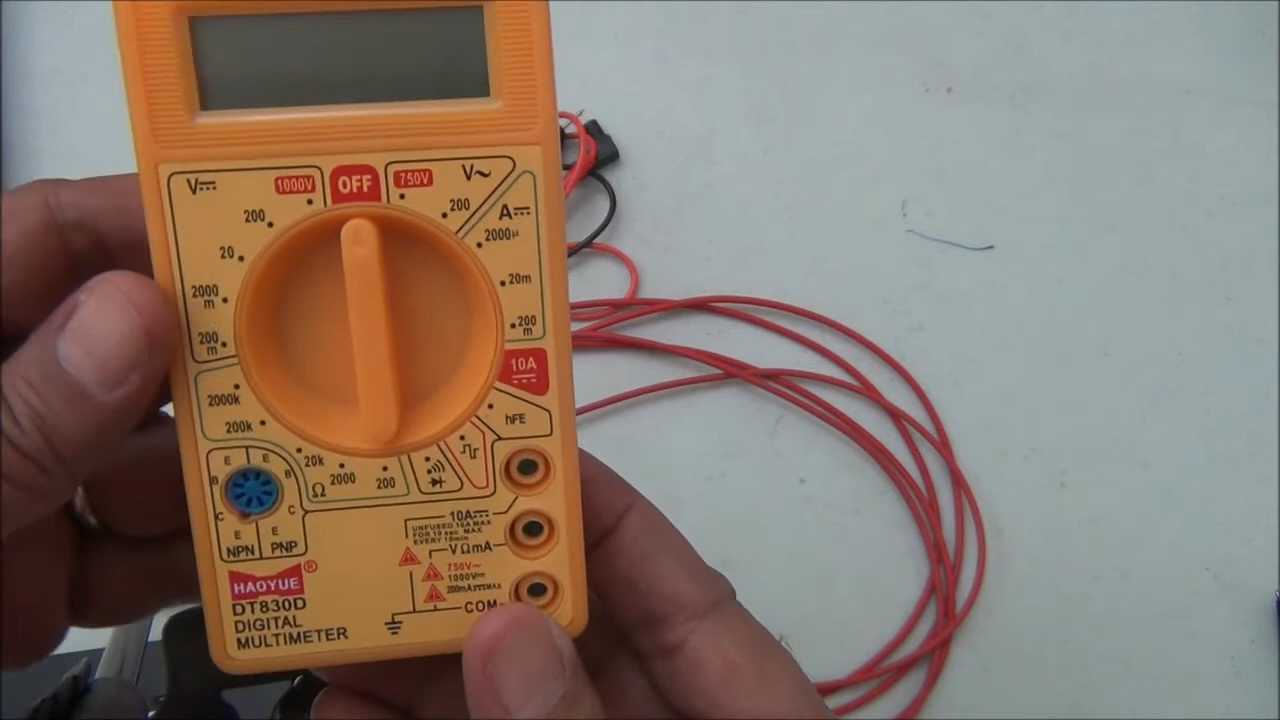 V⎓ 1000V OFF 750V V~
200 200
A⎓
20 2000µ
2000
m
20m
200
m
200
m
10A
2000k
200k
hFE
20k
Ω 2000 200
E E
B B
C C
E E
NPN PNP
10A⎓
UNFUSED 10A MAX
FOR 10 sec MAX
EVERY 15min
VΩmA
750V~
1000V⎓
200mA⎓MAX
COM
HAOYUE®
DT830D
DIGITAL
MULTIMETER